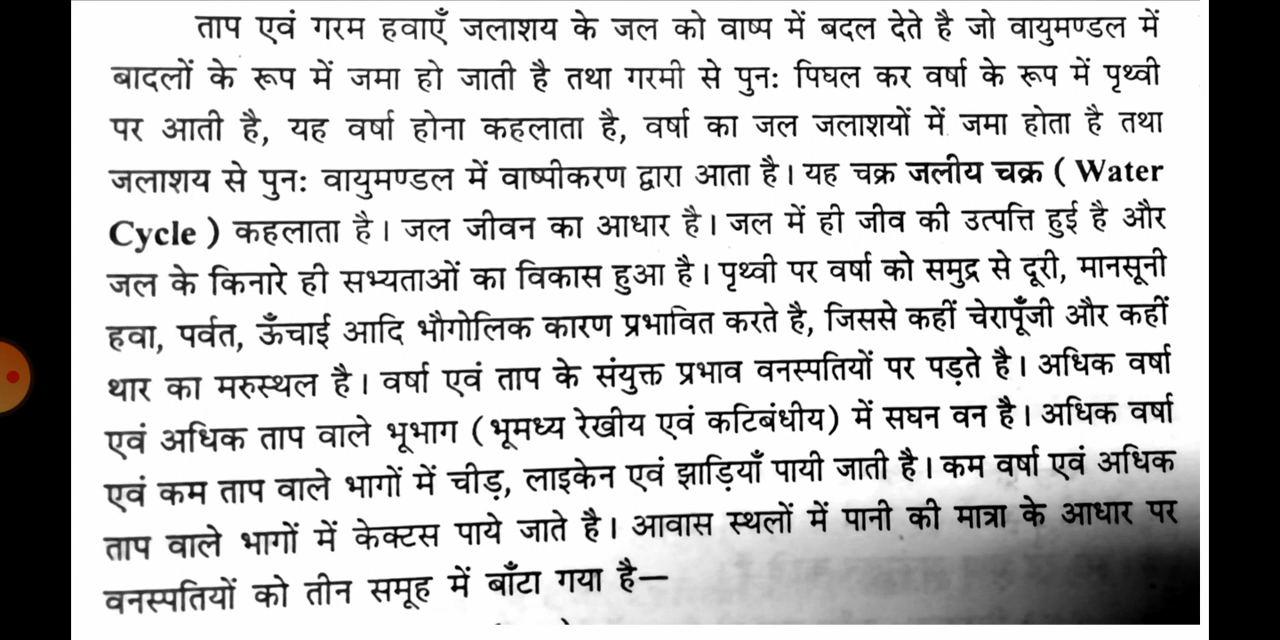 ताप एवं गरम हवाएँ जलाशय के जल को वाष्प में बदल देते है जो वायुमण्डल में
बादलों के रूप में जमा हो जाती है तथा गरमी से पुनः पिघल कर वर्षा के रूप में पृथ्वी
पर आती है, यह वर्षा होना कहलाता है, वर्षा का जल जलाशयों में जमा होता है तथा
जलाशय से पुनः वायुमण्डल में वाष्पीकरण द्वारा आता है। यह चक्र जलीय चक्र ( Water
Cycle ) कहलाता है। जल जीवन का आधार है। जल में ही जीव की उत्पत्ति हुई है और
जल के किनारे ही सभ्यताओं का विकास हुआ है। पृथ्वी पर वर्षा को समुद्र से दूरी, मानसूनी
हवा, पर्वत, ऊँचाई आदि भौगोलिक कारण प्रभावित करते है, जिससे कहीं चेरापूँजी और कहीं
थार का मरुस्थल है। वर्षा एवं ताप के संयुक्त प्रभाव वनस्पतियों पर पड़ते है। अधिक वर्षा
एवं अधिक ताप वाले भूभाग (भूमध्य रेखीय एवं कटिबंधीय) में सघन वन है। अधिक वर्षा
एवं कम ताप वाले भागों में चीड़, लाइकेन एवं झाड़ियाँ पायी जाती है। कम वर्षा एवं अधिक
ताप वाले भागों में केक्टस पाये जाते है। आवास स्थलों में पानी की मात्रा के आधार पर
वनस्पतियों को तीन समूह में बाँटा गया है—